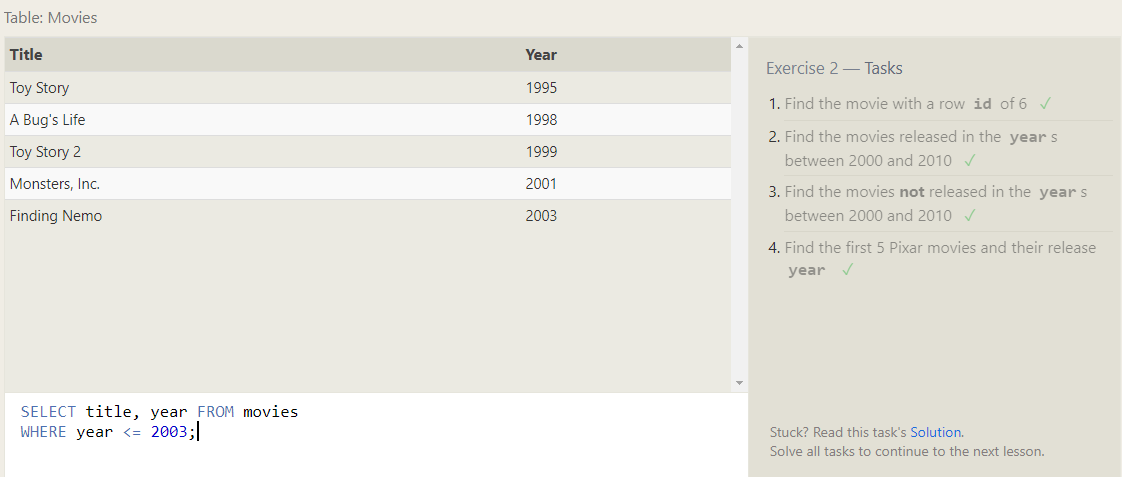 Table: Movies
Title Year
Toy Story 1995
A Bug's Life 1998
Toy Story 2 1999
Monsters, Inc. 2001
Finding Nemo 2003
SELECT title, year FROM movies
WHERE year <= 2003;
Exercise 2 — Tasks
1. Find the movie with a row id of 6 ✓
2. Find the movies released in the year s
between 2000 and 2010 ✓
3. Find the movies not released in the year s
between 2000 and 2010 ✓
4. Find the first 5 Pixar movies and their release
year ✓
Stuck? Read this task's Solution.
Solve all tasks to continue to the next lesson.